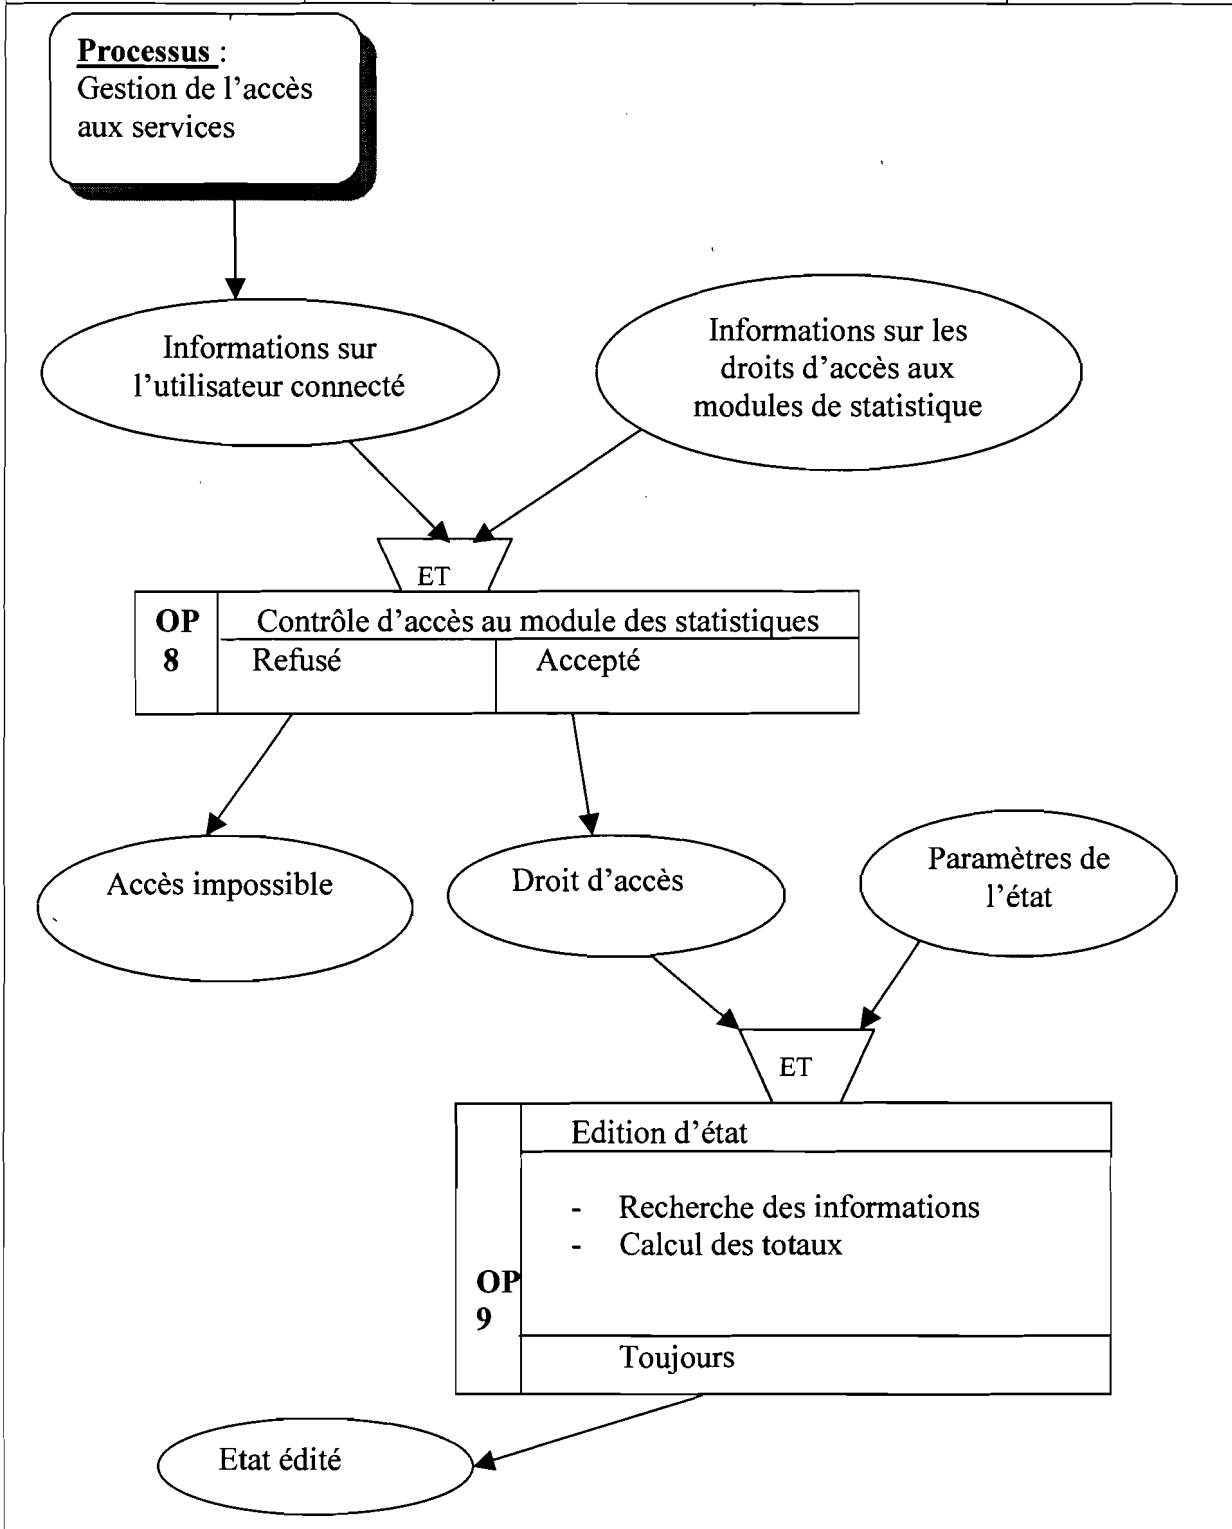 Processus :
Gestion de l'accès
aux services
Informations sur
l'utilisateur connecté
Informations sur les
droits d'accès aux
modules de statistique
ET
OP
8
Contrôle d'accès au module des statistiques
Refusé
Accepté
Accès impossible
Droit d'accès
Paramètres de
l'état
ET
OP
9
Edition d'état
- Recherche des informations
- Calcul des totaux
Toujours
Etat édité